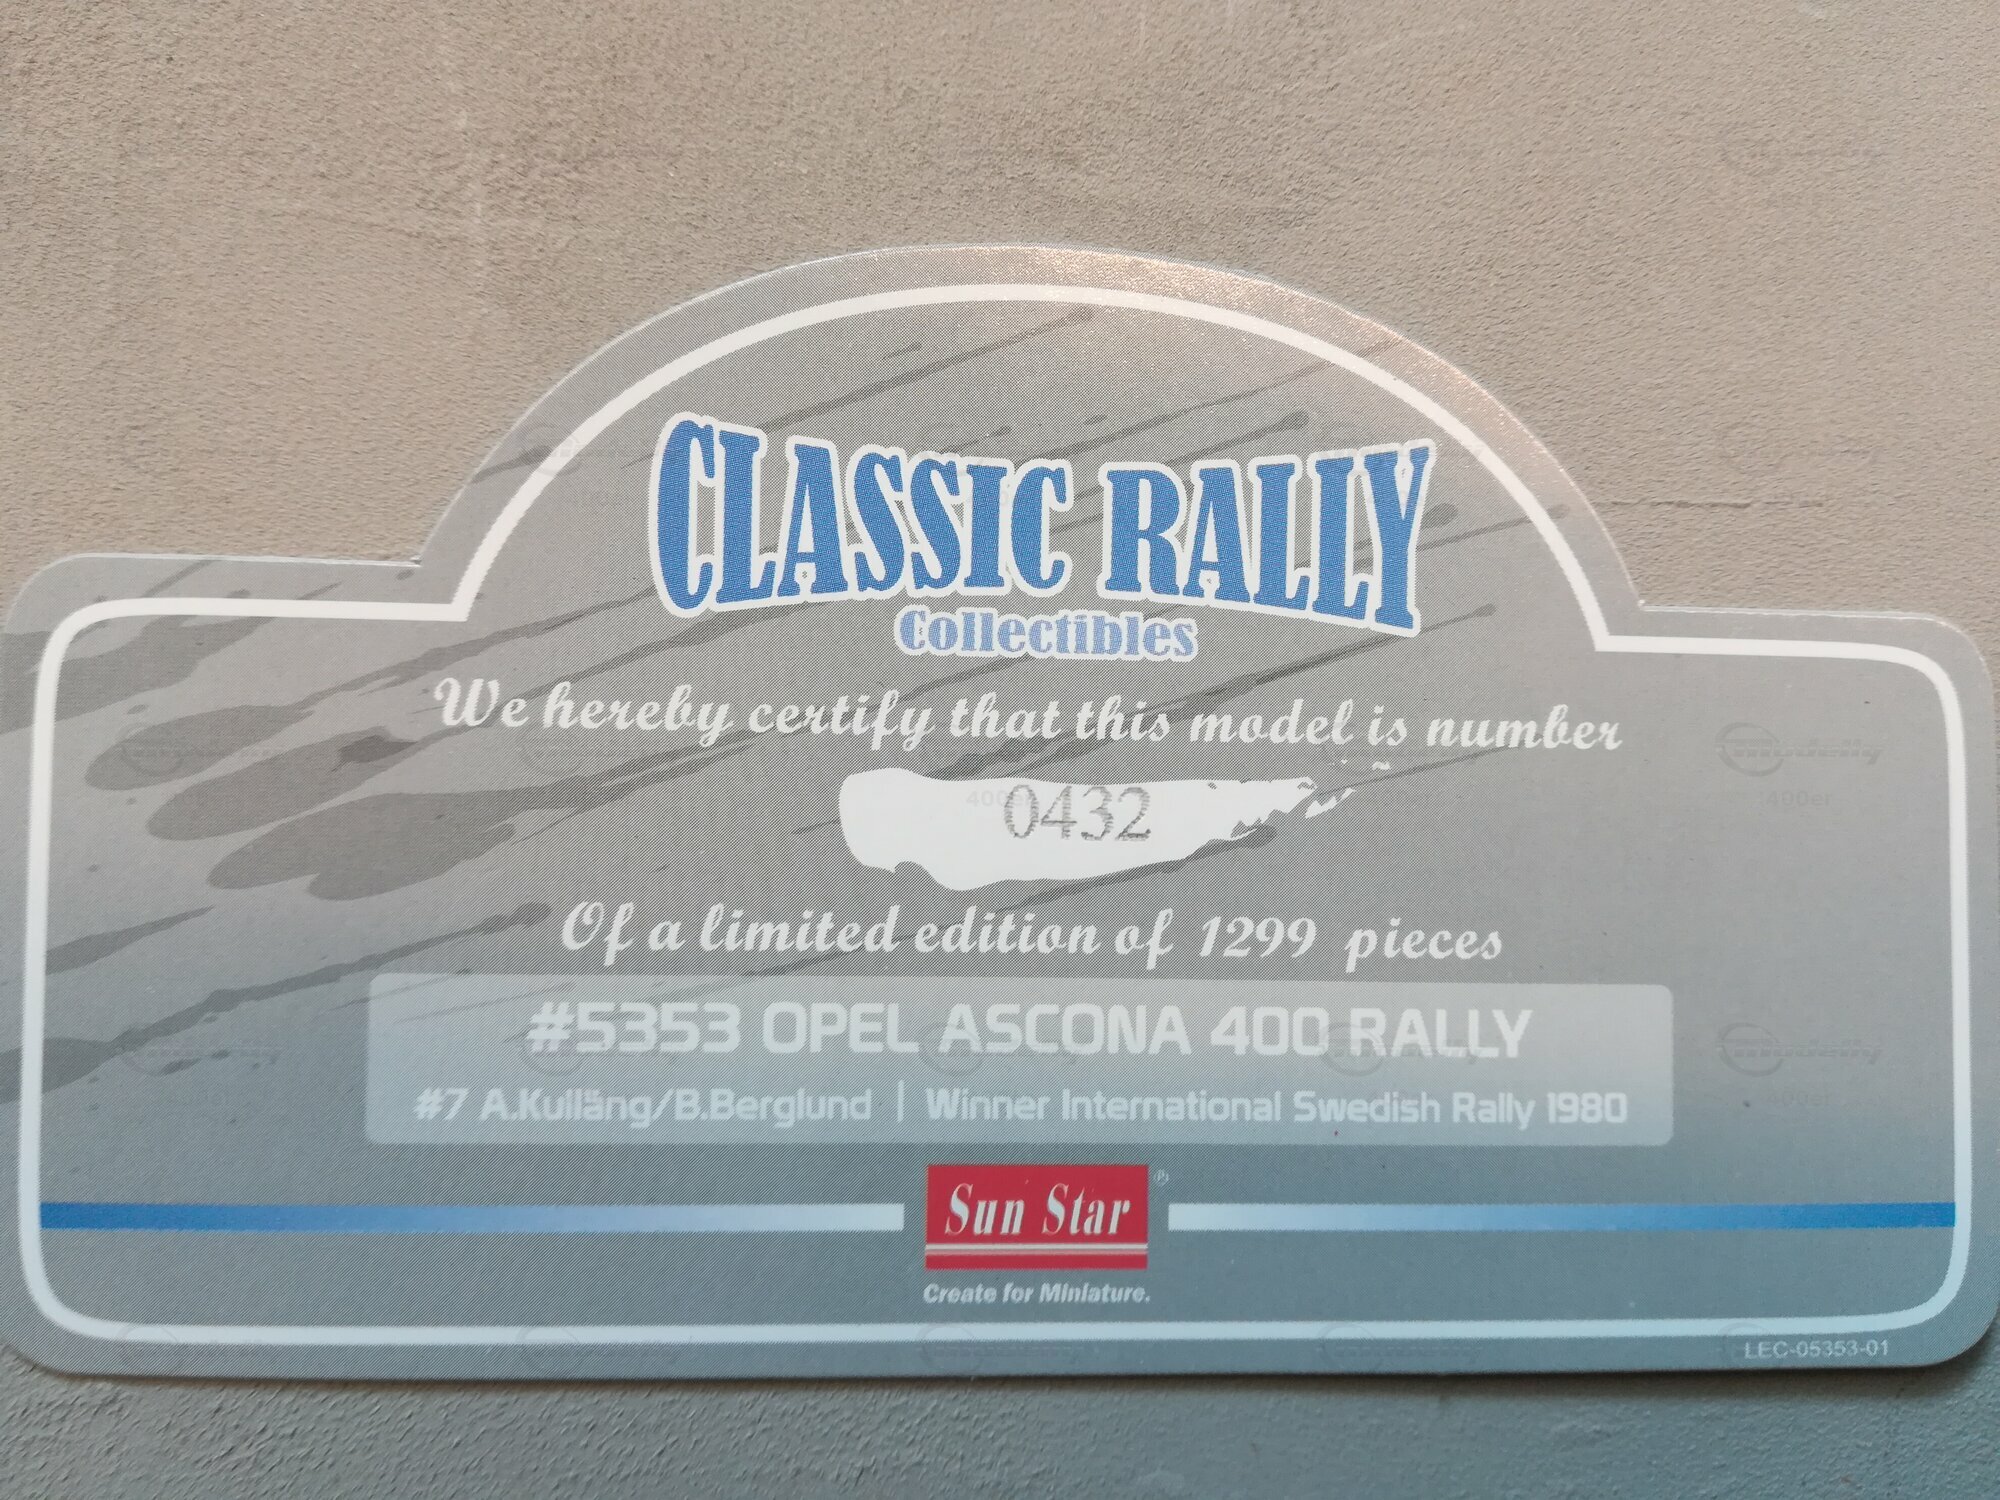 CLASSIC RALLY
Collectibles
We hereby certify that this model is number
0432
Of a limited edition of 1299 pieces
#5353 OPEL ASCONA 400 RALLY
#7 A.Kulläng/B.Berglund | Winner International Swedish Rally 1980
Sun Star
Create for Miniature.
LEC-05353-01
modelly
400er